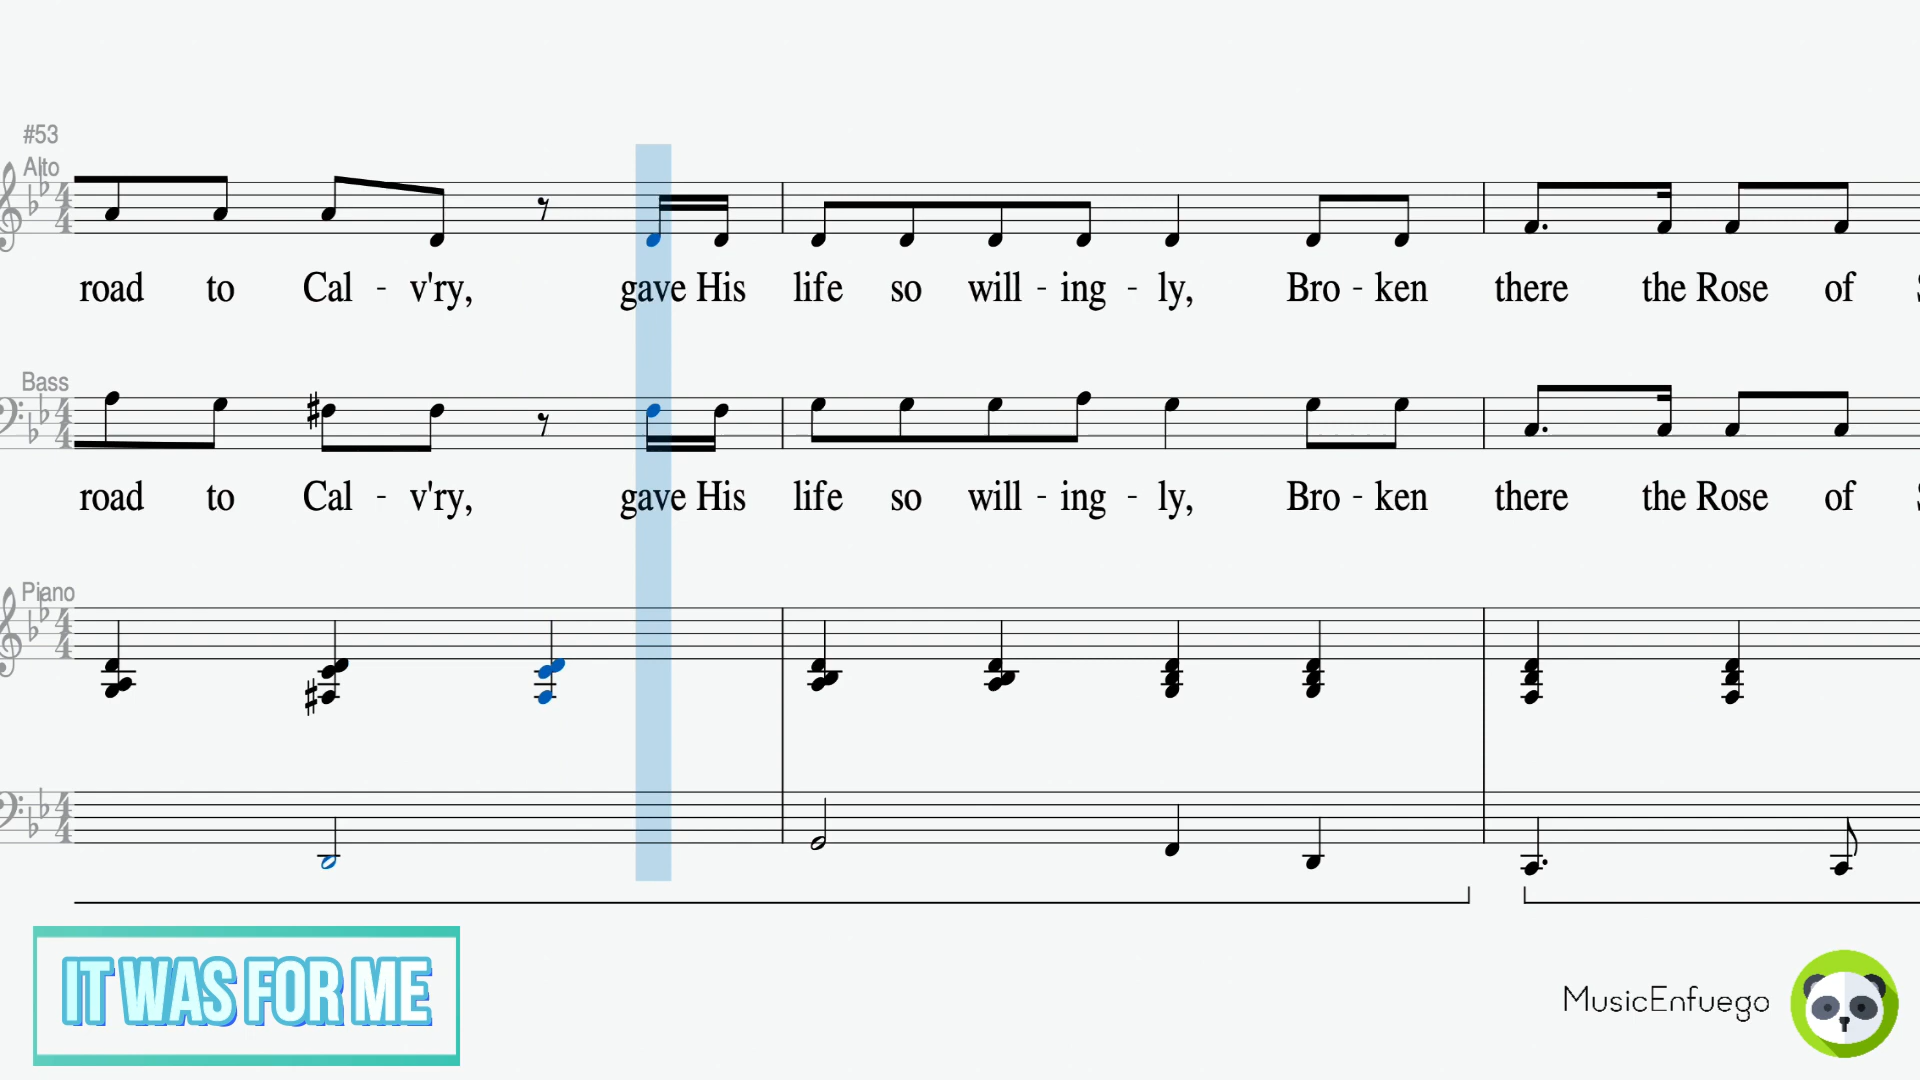 #53
Alto
road to Cal - v'ry, gave His life so will - ing - ly, Bro - ken there the Rose of
Bass
road to Cal - v'ry, gave His life so will - ing - ly, Bro - ken there the Rose of
Piano
IT WAS FOR ME
MusicEnfuego